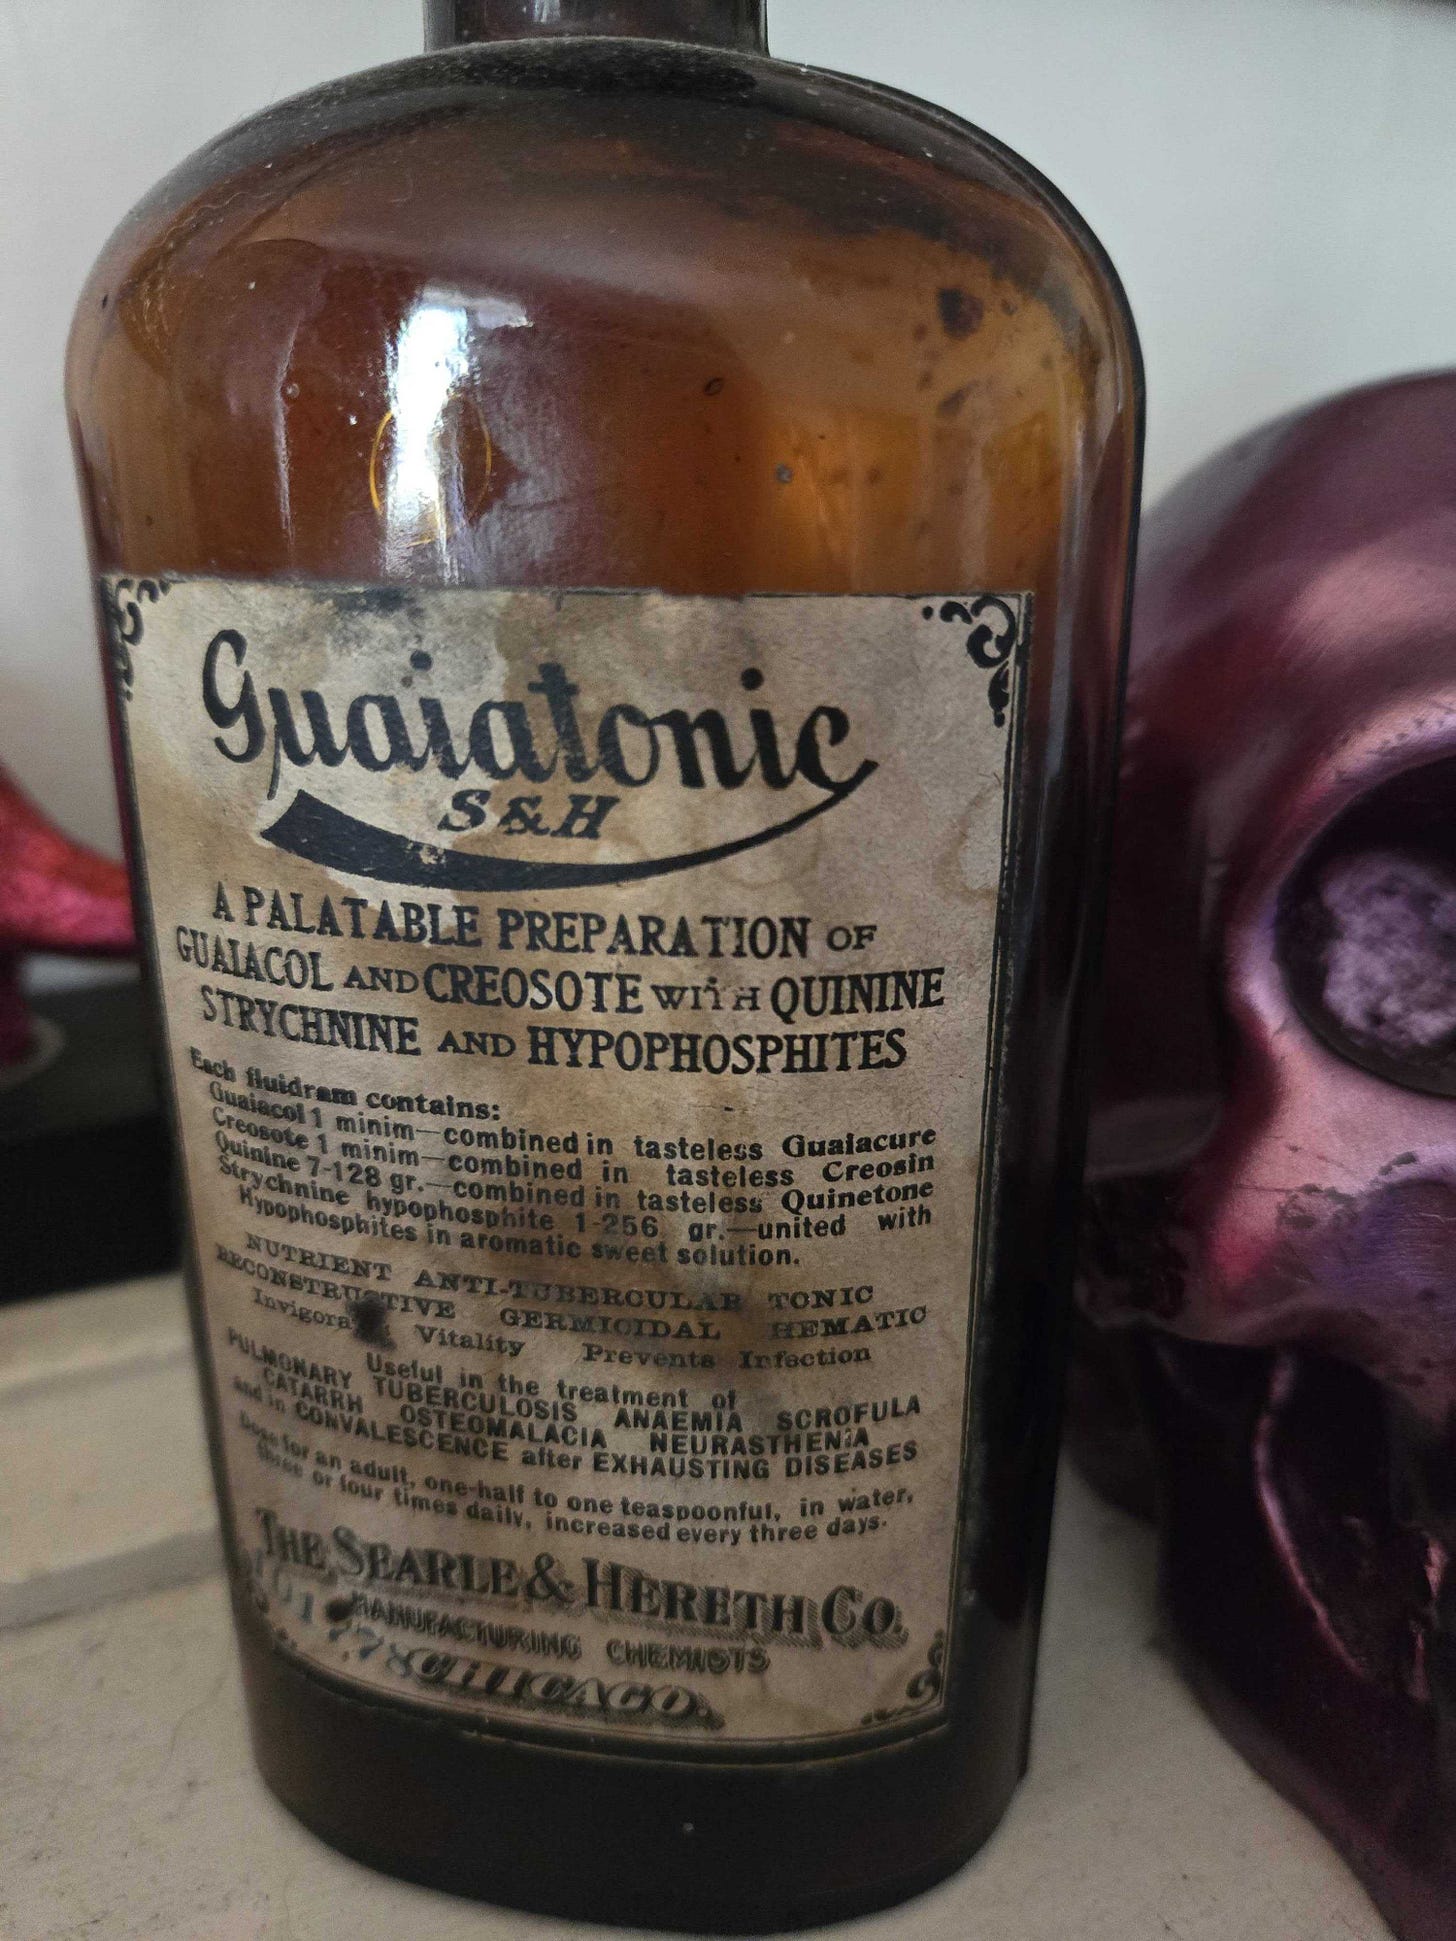 Guaiatonic
S & H
A PALATABLE PREPARATION OF
GUAIACOL AND CREOSOTE WITH QUININE
STRYCHNINE AND HYPOPHOSPHITES
Each fluidram contains:
Guaiacol 1 minim—combined in tasteless Guaiacure
Creosote 1 minim—combined in tasteless Creosin
Quinine 7-128 gr.—combined in tasteless Quinetone
Strychnine hypophosphite 1-256 gr.—united with
Hypophosphites in aromatic sweet solution.
NUTRIENT ANTI-TUBERCULAR TONIC
RECONSTRUCTIVE GERMICIDAL HEMATIC
Vitality Prevents Infection
Useful in the treatment of
PULMONARY TUBERCULOSIS ANAEMIA SCROFULA
CATARRH OSTEOMALACIA NEURASTHENIA
and in CONVALESCENCE after EXHAUSTING DISEASES
Dose for an adult, one-half to one teaspoonful, in water,
three or four times daily, increased every three days.
THE SEARLE & HERETH CO.
MANUFACTURING CHEMISTS
CHICAGO.